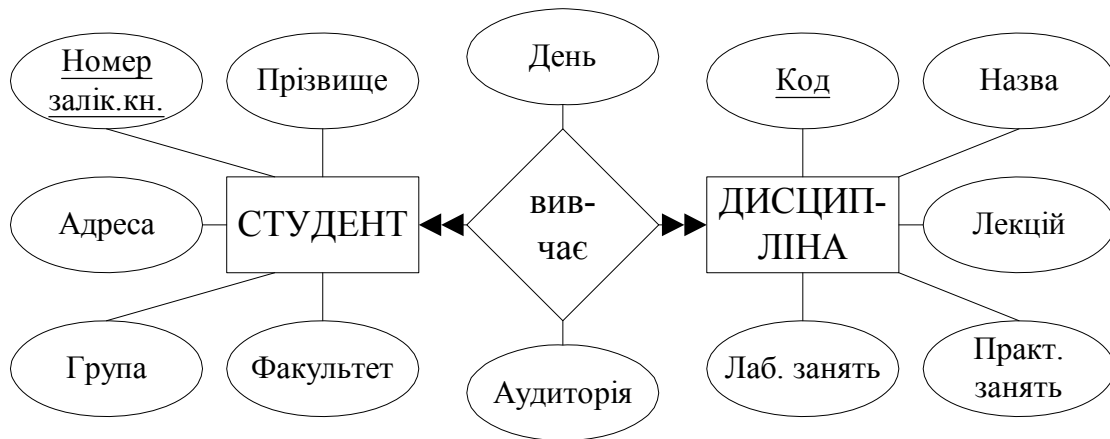 Номер
залік.кн.
Прізвище
День
Код
Назва
Адреса
СТУДЕНТ
вив-
чає
ДИСЦИП-
ЛІНА
Лекцій
Група
Факультет
Аудиторія
Лаб. занять
Практ.
занять